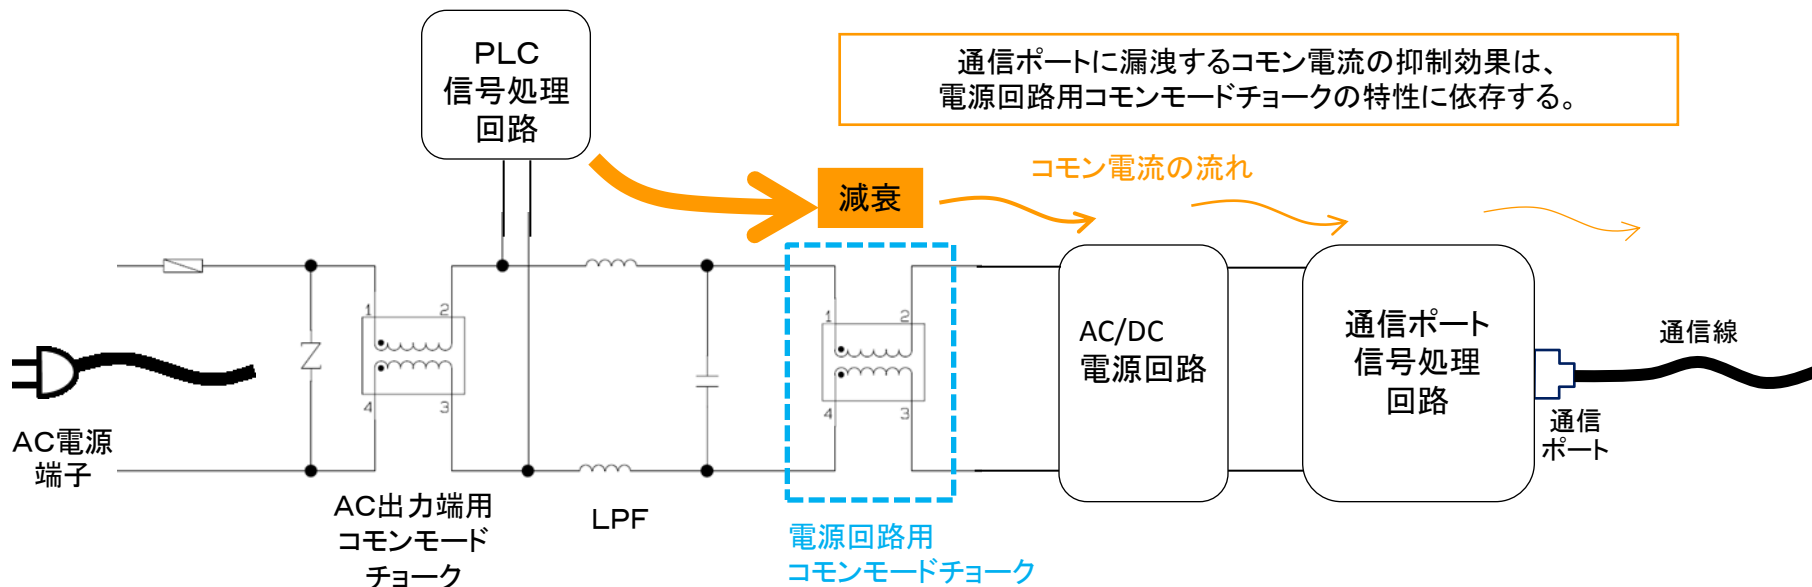 PLC
信号処理
回路
通信ポートに漏洩するコモン電流の抑制効果は、
電源回路用コモンモードチョークの特性に依存する。
減衰
コモン電流の流れ
1
2
4
3
1
2
4
3
AC/DC
電源回路
通信ポート
信号処理
回路
通信線
通信
ポート
AC電源
端子
AC出力端用
コモンモード
チョーク
LPF
電源回路用
コモンモードチョーク